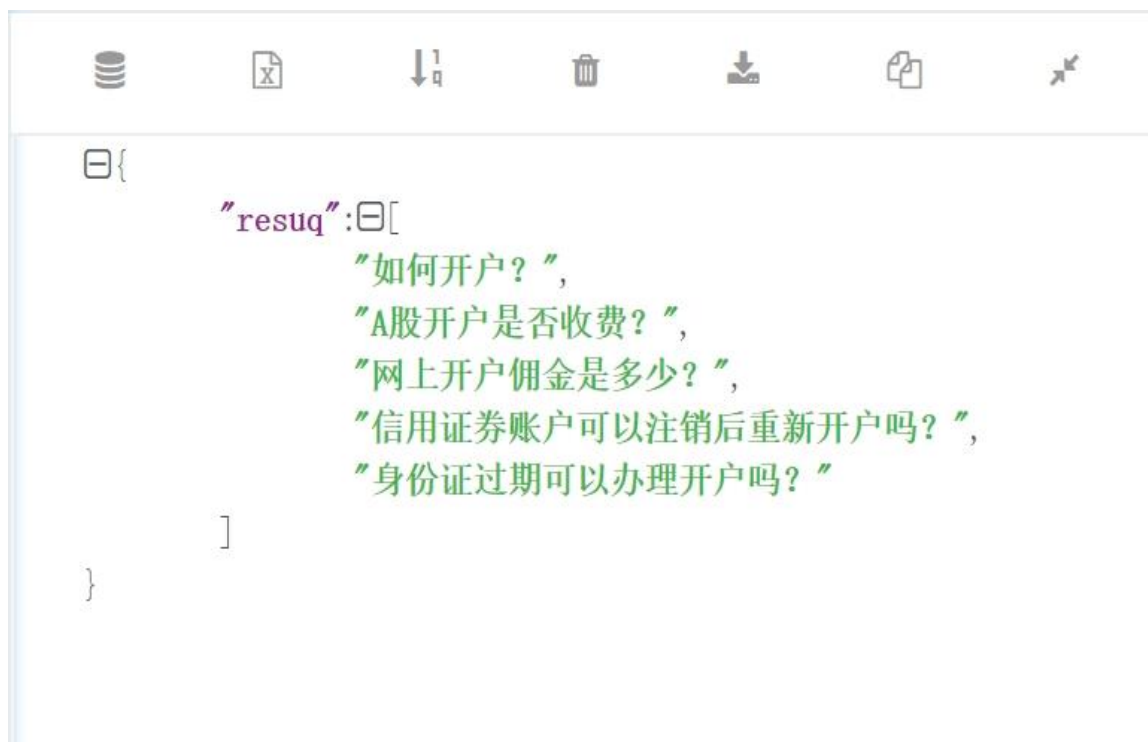 {
"resuq":[
"如何开户？",
"A股开户是否收费？",
"网上开户佣金是多少？",
"信用证券账户可以注销后重新开户吗？",
"身份证过期可以办理开户吗？"
]
}